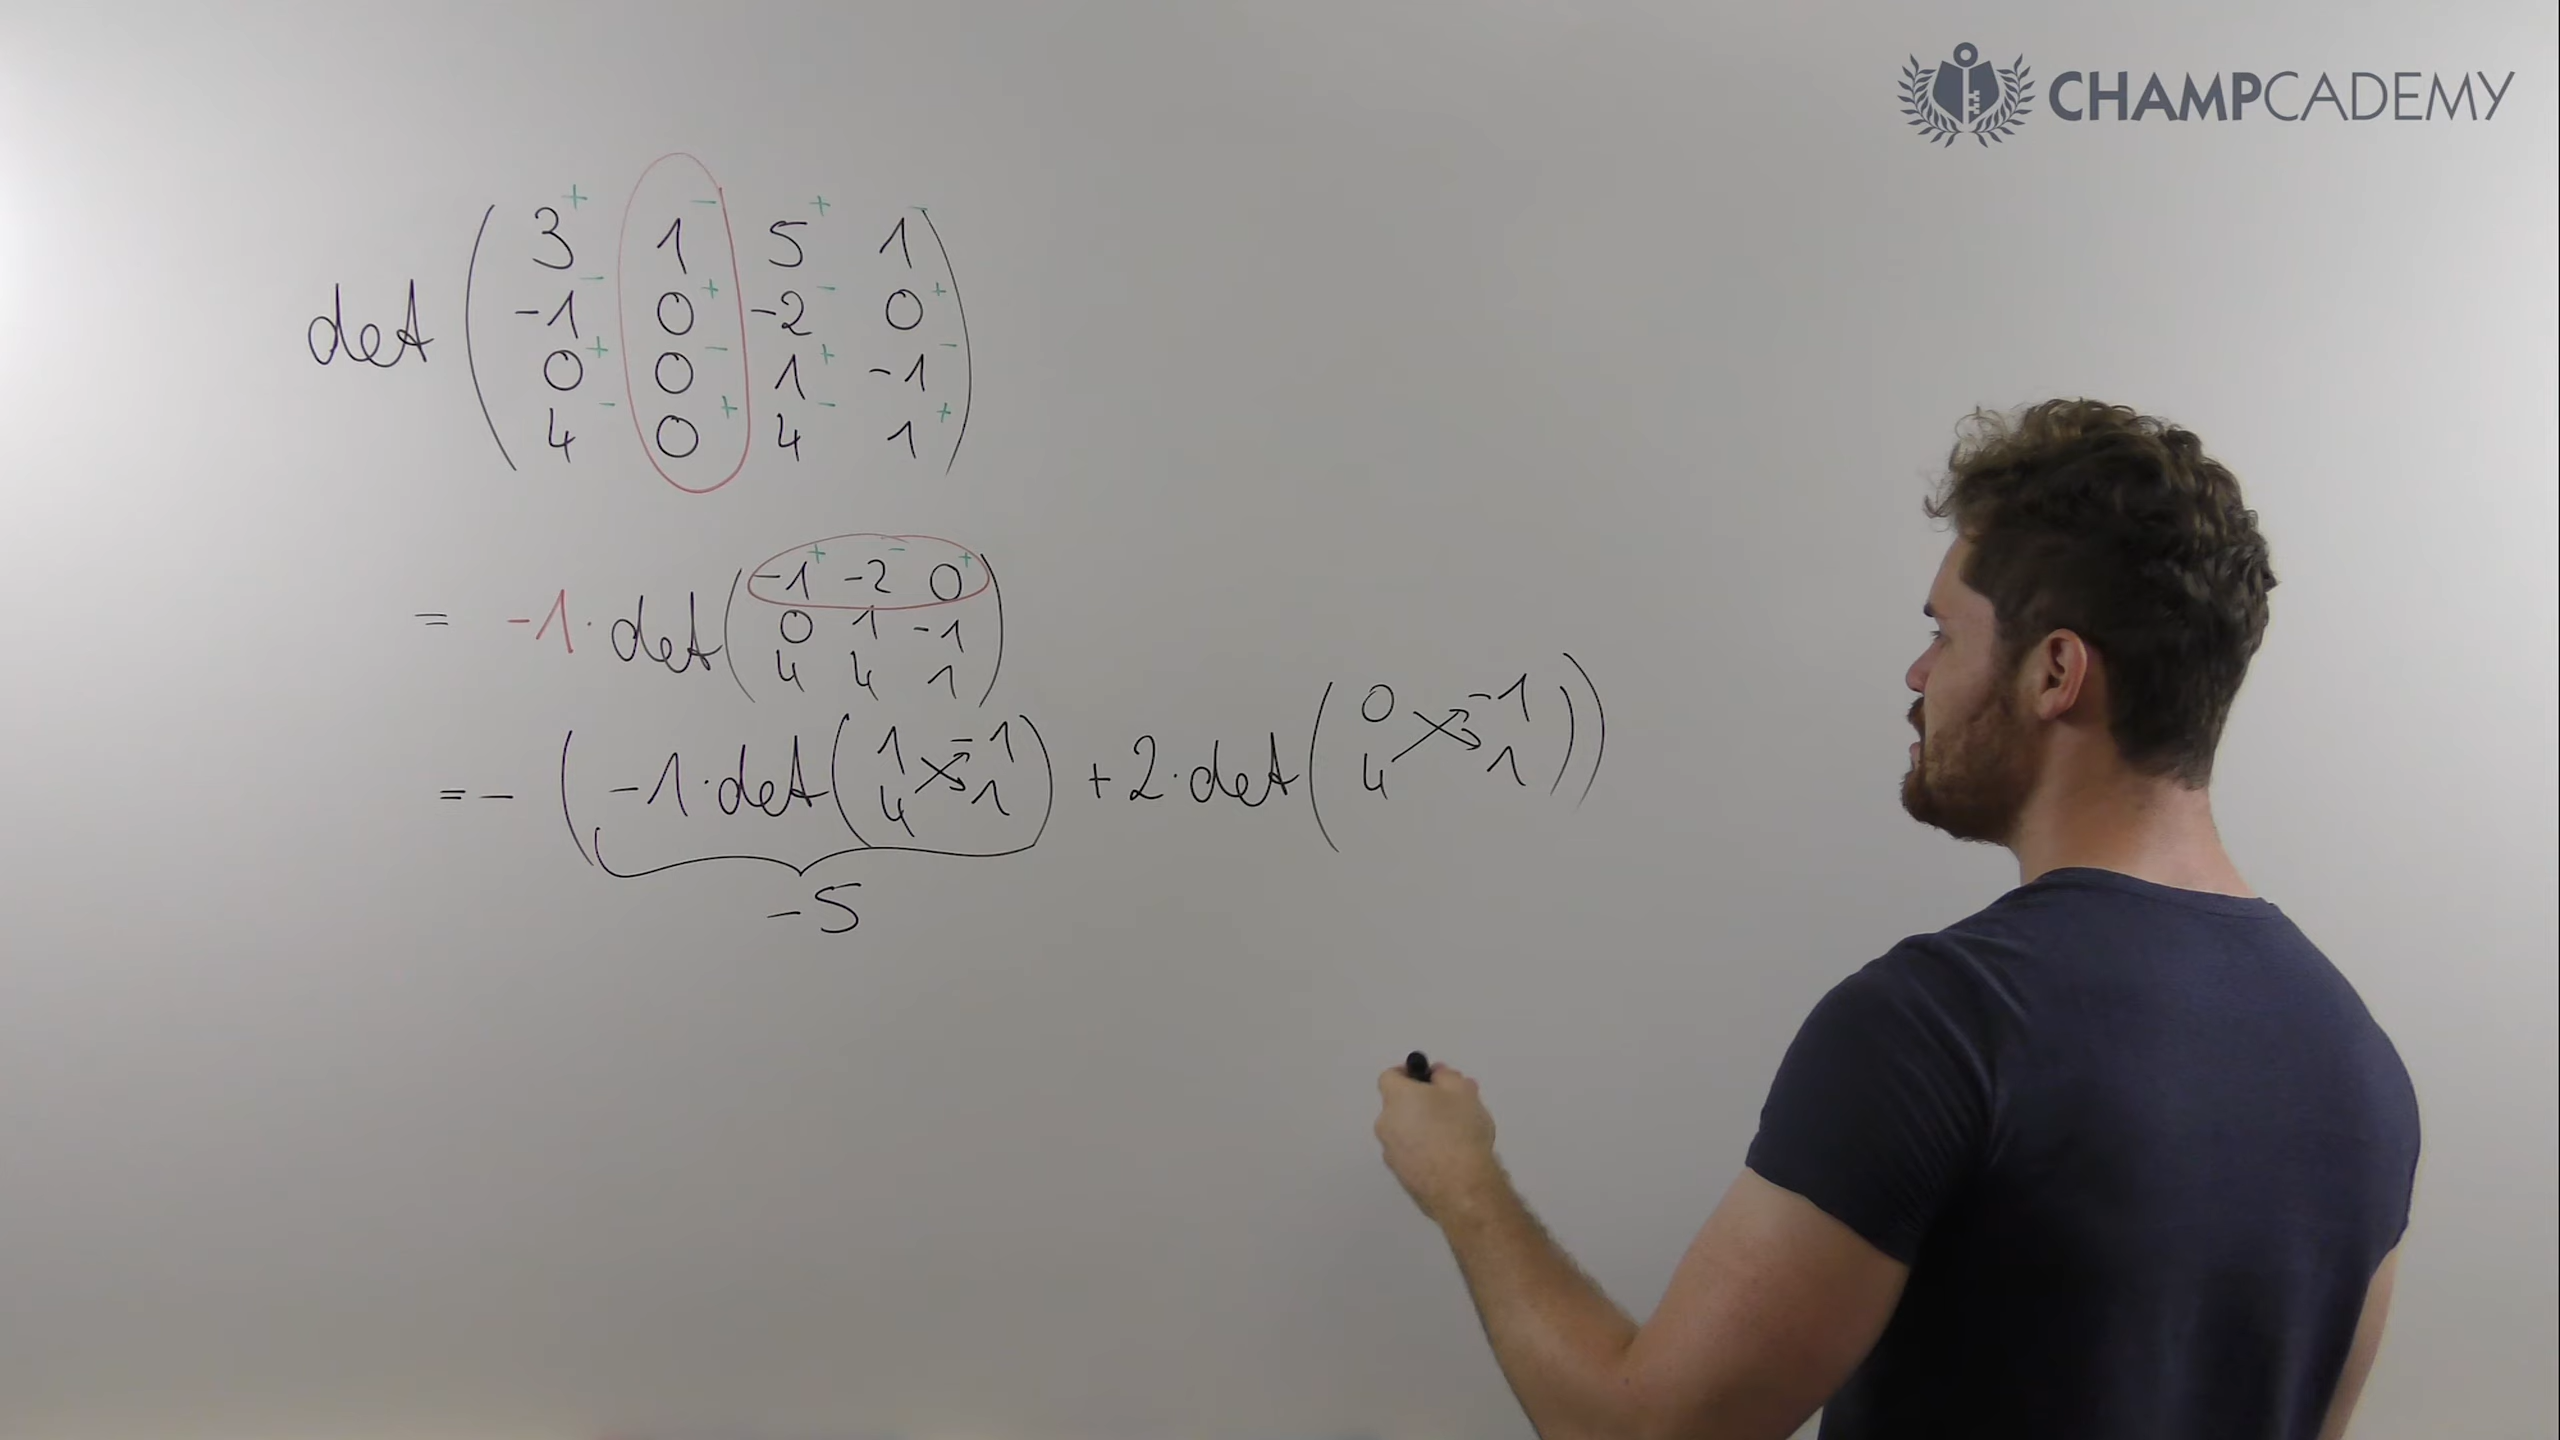 CHAMPCADEMY
+ - + -
3 1 5 1
- + - +
-1 0 -2 0
+ - + -
det 0 0 1 -1
- + - +
4 0 4 1
+ - +
-1 -2 0
= -1· det( 0 1 -1 )
4 4 1
= - ( -1·det( 1 -1 ) + 2·det( 0 -1 ))
4 1 4 1
-5